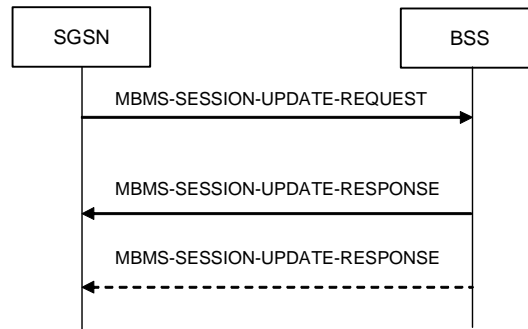 SGSN
BSS
MBMS-SESSION-UPDATE-REQUEST
MBMS-SESSION-UPDATE-RESPONSE
MBMS-SESSION-UPDATE-RESPONSE